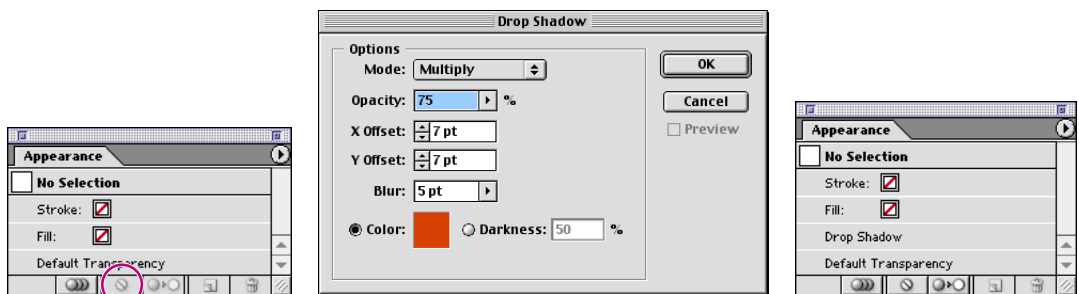 Appearance
No Selection
Stroke:
Fill:
Default Transparency
Drop Shadow
Options
Mode: Multiply
Opacity: 75 %
X Offset: 7 pt
Y Offset: 7 pt
Blur: 5 pt
Color: Darkness: 50 %
OK
Cancel
Preview
Appearance
No Selection
Stroke:
Fill:
Drop Shadow
Default Transparency